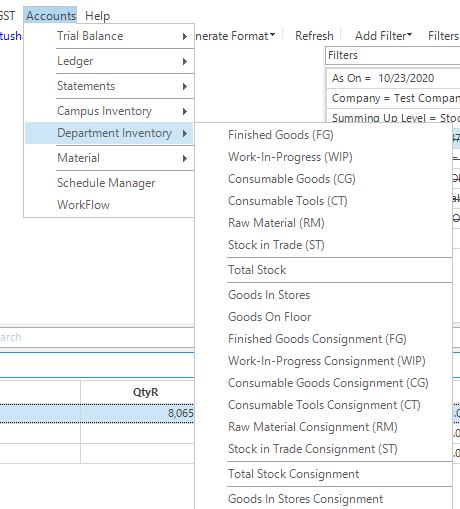 GST Accounts Help
Trial Balance
nerate Format Refresh Add Filter Filters
Ledger
Filters
Statements
As On = 10/23/2020
Campus Inventory
Company = Test Compan
Summing Up Level = Stoc
Department Inventory
Finished Goods (FG)
Material
Work-In-Progress (WIP)
Schedule Manager
Consumable Goods (CG)
WorkFlow
Consumable Tools (CT)
Raw Material (RM)
Stock in Trade (ST)
Total Stock
Goods In Stores
Goods On Floor
earch
Finished Goods Consignment (FG)
Work-In-Progress Consignment (WIP)
QtyR
Consumable Goods Consignment (CG)
8,065
Consumable Tools Consignment (CT)
Raw Material Consignment (RM)
Stock in Trade Consignment (ST)
Total Stock Consignment
Goods In Stores Consignment